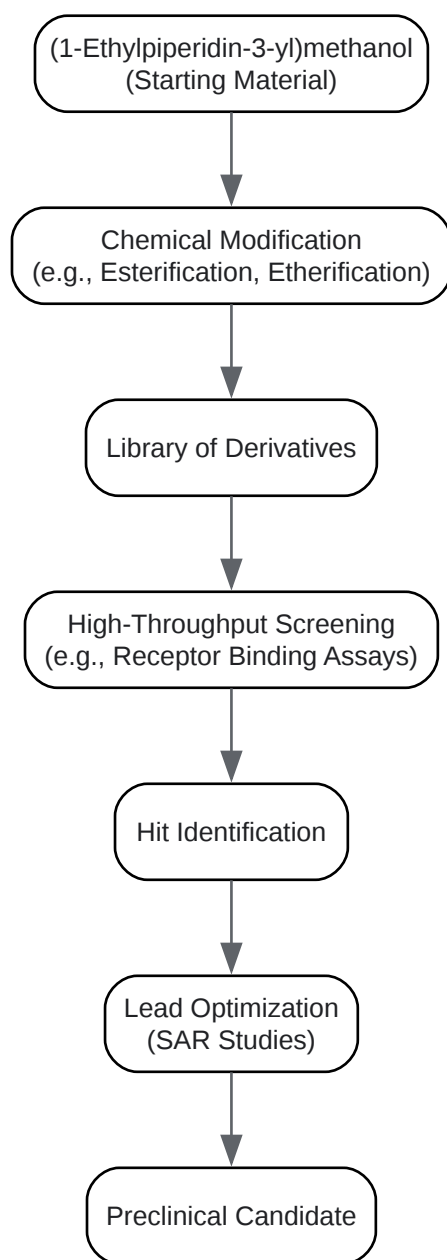 (1-Ethylpiperidin-3-yl)methanol
(Starting Material)
Chemical Modification
(e.g., Esterification, Etherification)
Library of Derivatives
High-Throughput Screening
(e.g., Receptor Binding Assays)
Hit Identification
Lead Optimization
(SAR Studies)
Preclinical Candidate